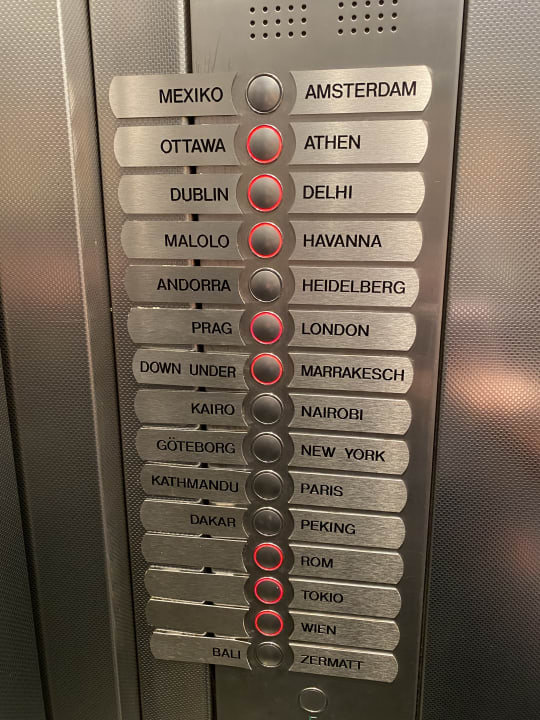 MEXIKO AMSTERDAM
OTTAWA ATHEN
DUBLIN DELHI
MALOLO HAVANNA
ANDORRA HEIDELBERG
PRAG LONDON
DOWN UNDER MARRAKESCH
KAIRO NAIROBI
GÖTEBORG NEW YORK
KATHMANDU PARIS
DAKAR PEKING
ROM
TOKIO
WIEN
BALI ZERMATT